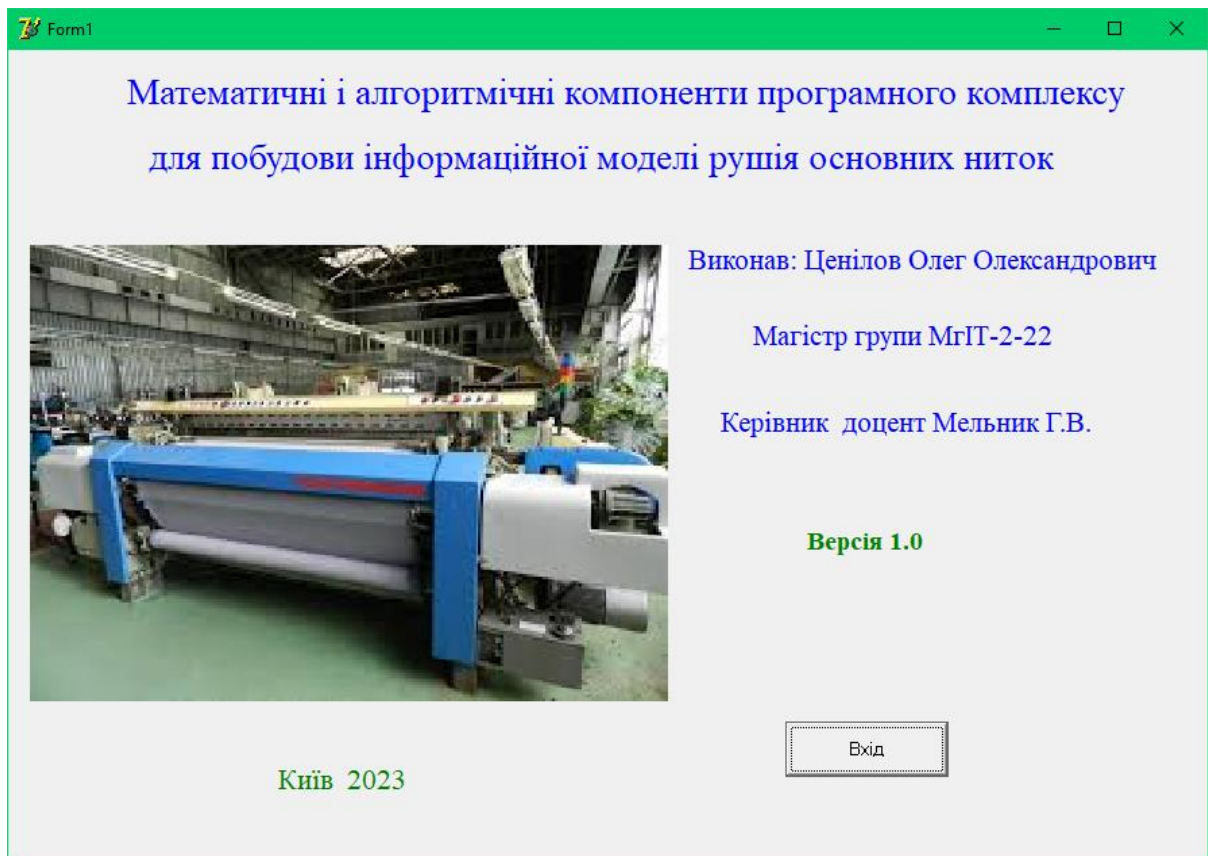 Form1
Математичні і алгоритмічні компоненти програмного комплексу
для побудови інформаційної моделі рушія основних ниток
Виконав: Ценілов Олег Олександрович
Магістр групи МгІТ-2-22
Керівник доцент Мельник Г.В.
Версія 1.0
Вхід
Київ 2023